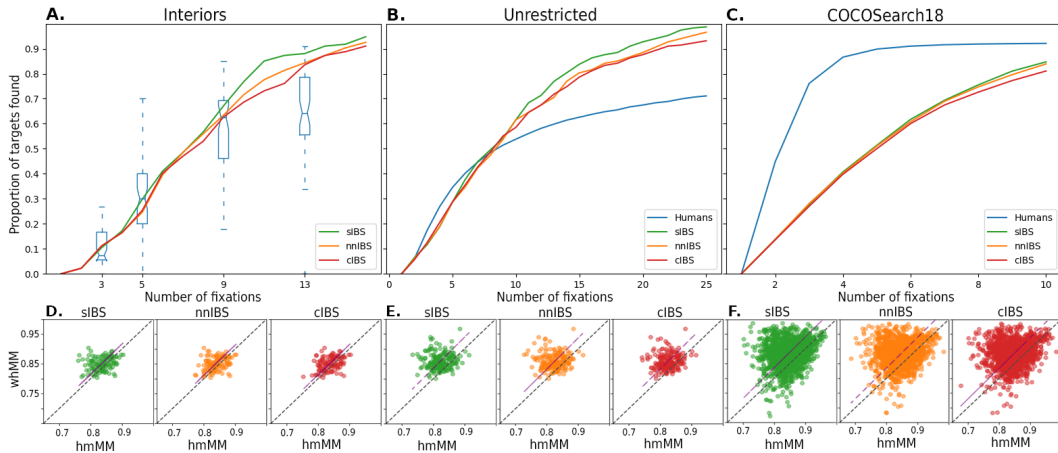 A. Interiors
B. Unrestricted
C. COCOSearch18
Proportion of targets found
0.9
0.8
0.7
0.6
0.5
0.4
0.3
0.2
0.1
0.0
3 5 9 13
Number of fixations
sIBS
nnIBS
cIBS
0 5 10 15 20 25
Number of fixations
Humans
sIBS
nnIBS
cIBS
2 4 6 8 10
Number of fixations
Humans
sIBS
nnIBS
cIBS
D. sIBS nnIBS cIBS
E. sIBS nnIBS cIBS
F. sIBS nnIBS cIBS
whMM
0.95
0.85
0.75
0.7 0.8 0.9 0.7 0.8 0.9 0.7 0.8 0.9 0.7 0.8 0.9 0.7 0.8 0.9 0.7 0.8 0.9 0.7 0.8 0.9 0.7 0.8 0.9 0.7 0.8 0.9
hmMM hmMM hmMM hmMM hmMM hmMM hmMM hmMM hmMM